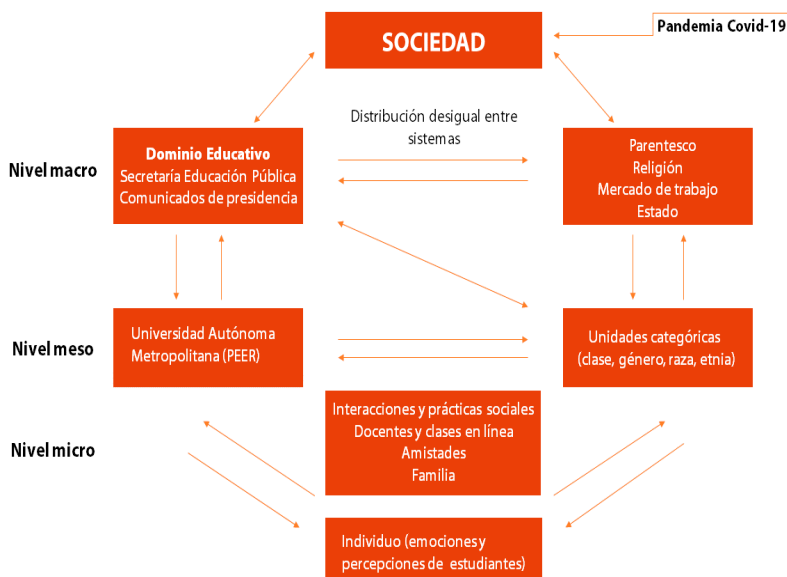 Pandemia Covid-19
SOCIEDAD
Distribución desigual entre
sistemas
Nivel macro
Dominio Educativo
Secretaría Educación Pública
Comunicados de presidencia
Parentesco
Religión
Mercado de trabajo
Estado
Nivel meso
Universidad Autónoma
Metropolitana (PEER)
Unidades categóricas
(clase, género, raza, etnia)
Nivel micro
Interacciones y prácticas sociales
Docentes y clases en línea
Amistades
Familia
Individuo (emociones y
percepciones de estudiantes)